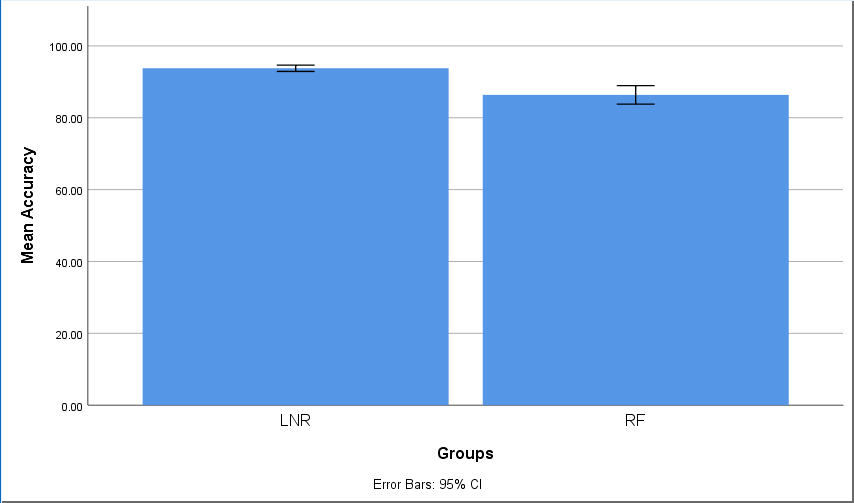 Mean Accuracy
100.00
80.00
60.00
40.00
20.00
0.00
LNR
RF
Groups
Error Bars: 95% CI